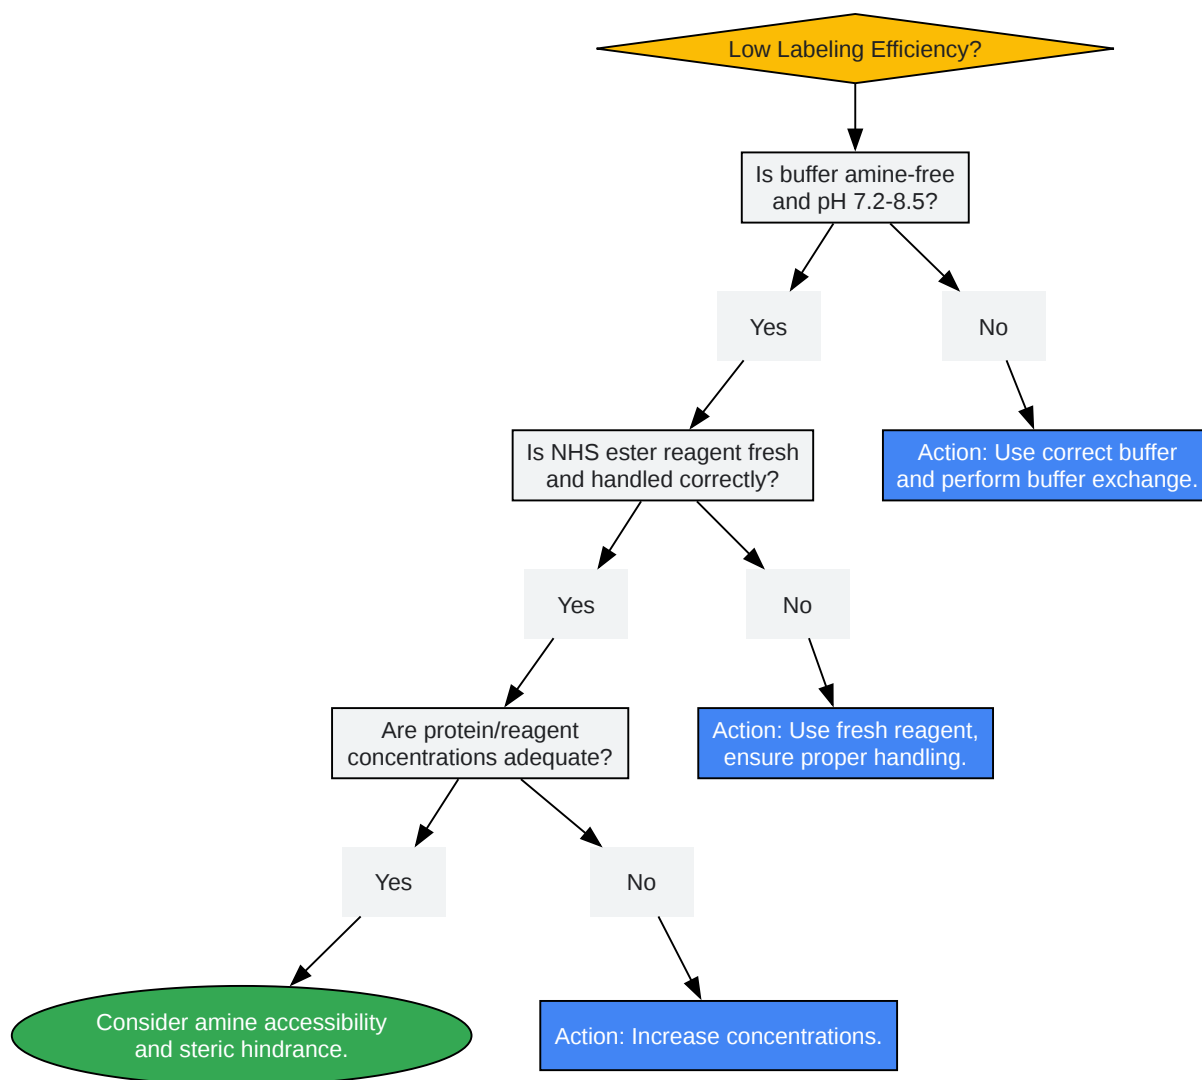 Low Labeling Efficiency?
Is buffer amine-free
and pH 7.2-8.5?
Yes
No
Is NHS ester reagent fresh
and handled correctly?
Action: Use correct buffer
and perform buffer exchange.
Yes
No
Are protein/reagent
concentrations adequate?
Action: Use fresh reagent,
ensure proper handling.
Yes
No
Consider amine accessibility
and steric hindrance.
Action: Increase concentrations.